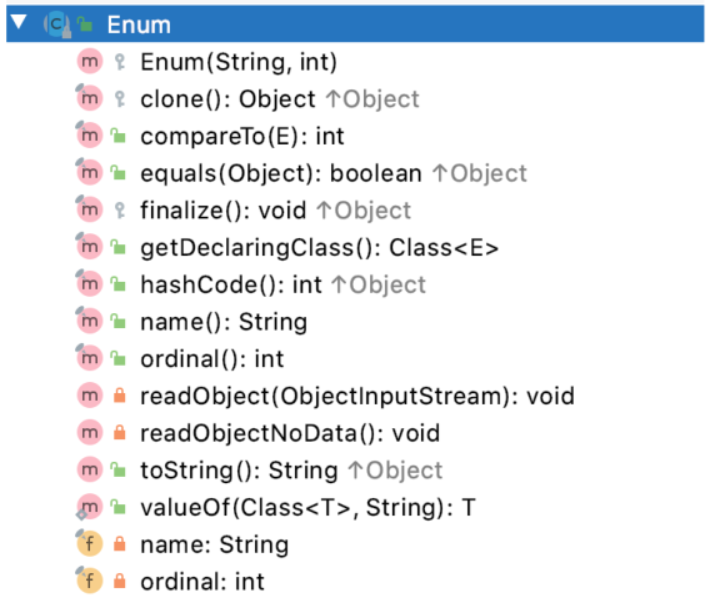 Enum
Enum(String, int)
clone(): Object ↑Object
compareTo(E): int
equals(Object): boolean ↑Object
finalize(): void ↑Object
getDeclaringClass(): Class<E>
hashCode(): int ↑Object
name(): String
ordinal(): int
readObject(ObjectInputStream): void
readObjectNoData(): void
toString(): String ↑Object
valueOf(Class<T>, String): T
name: String
ordinal: int